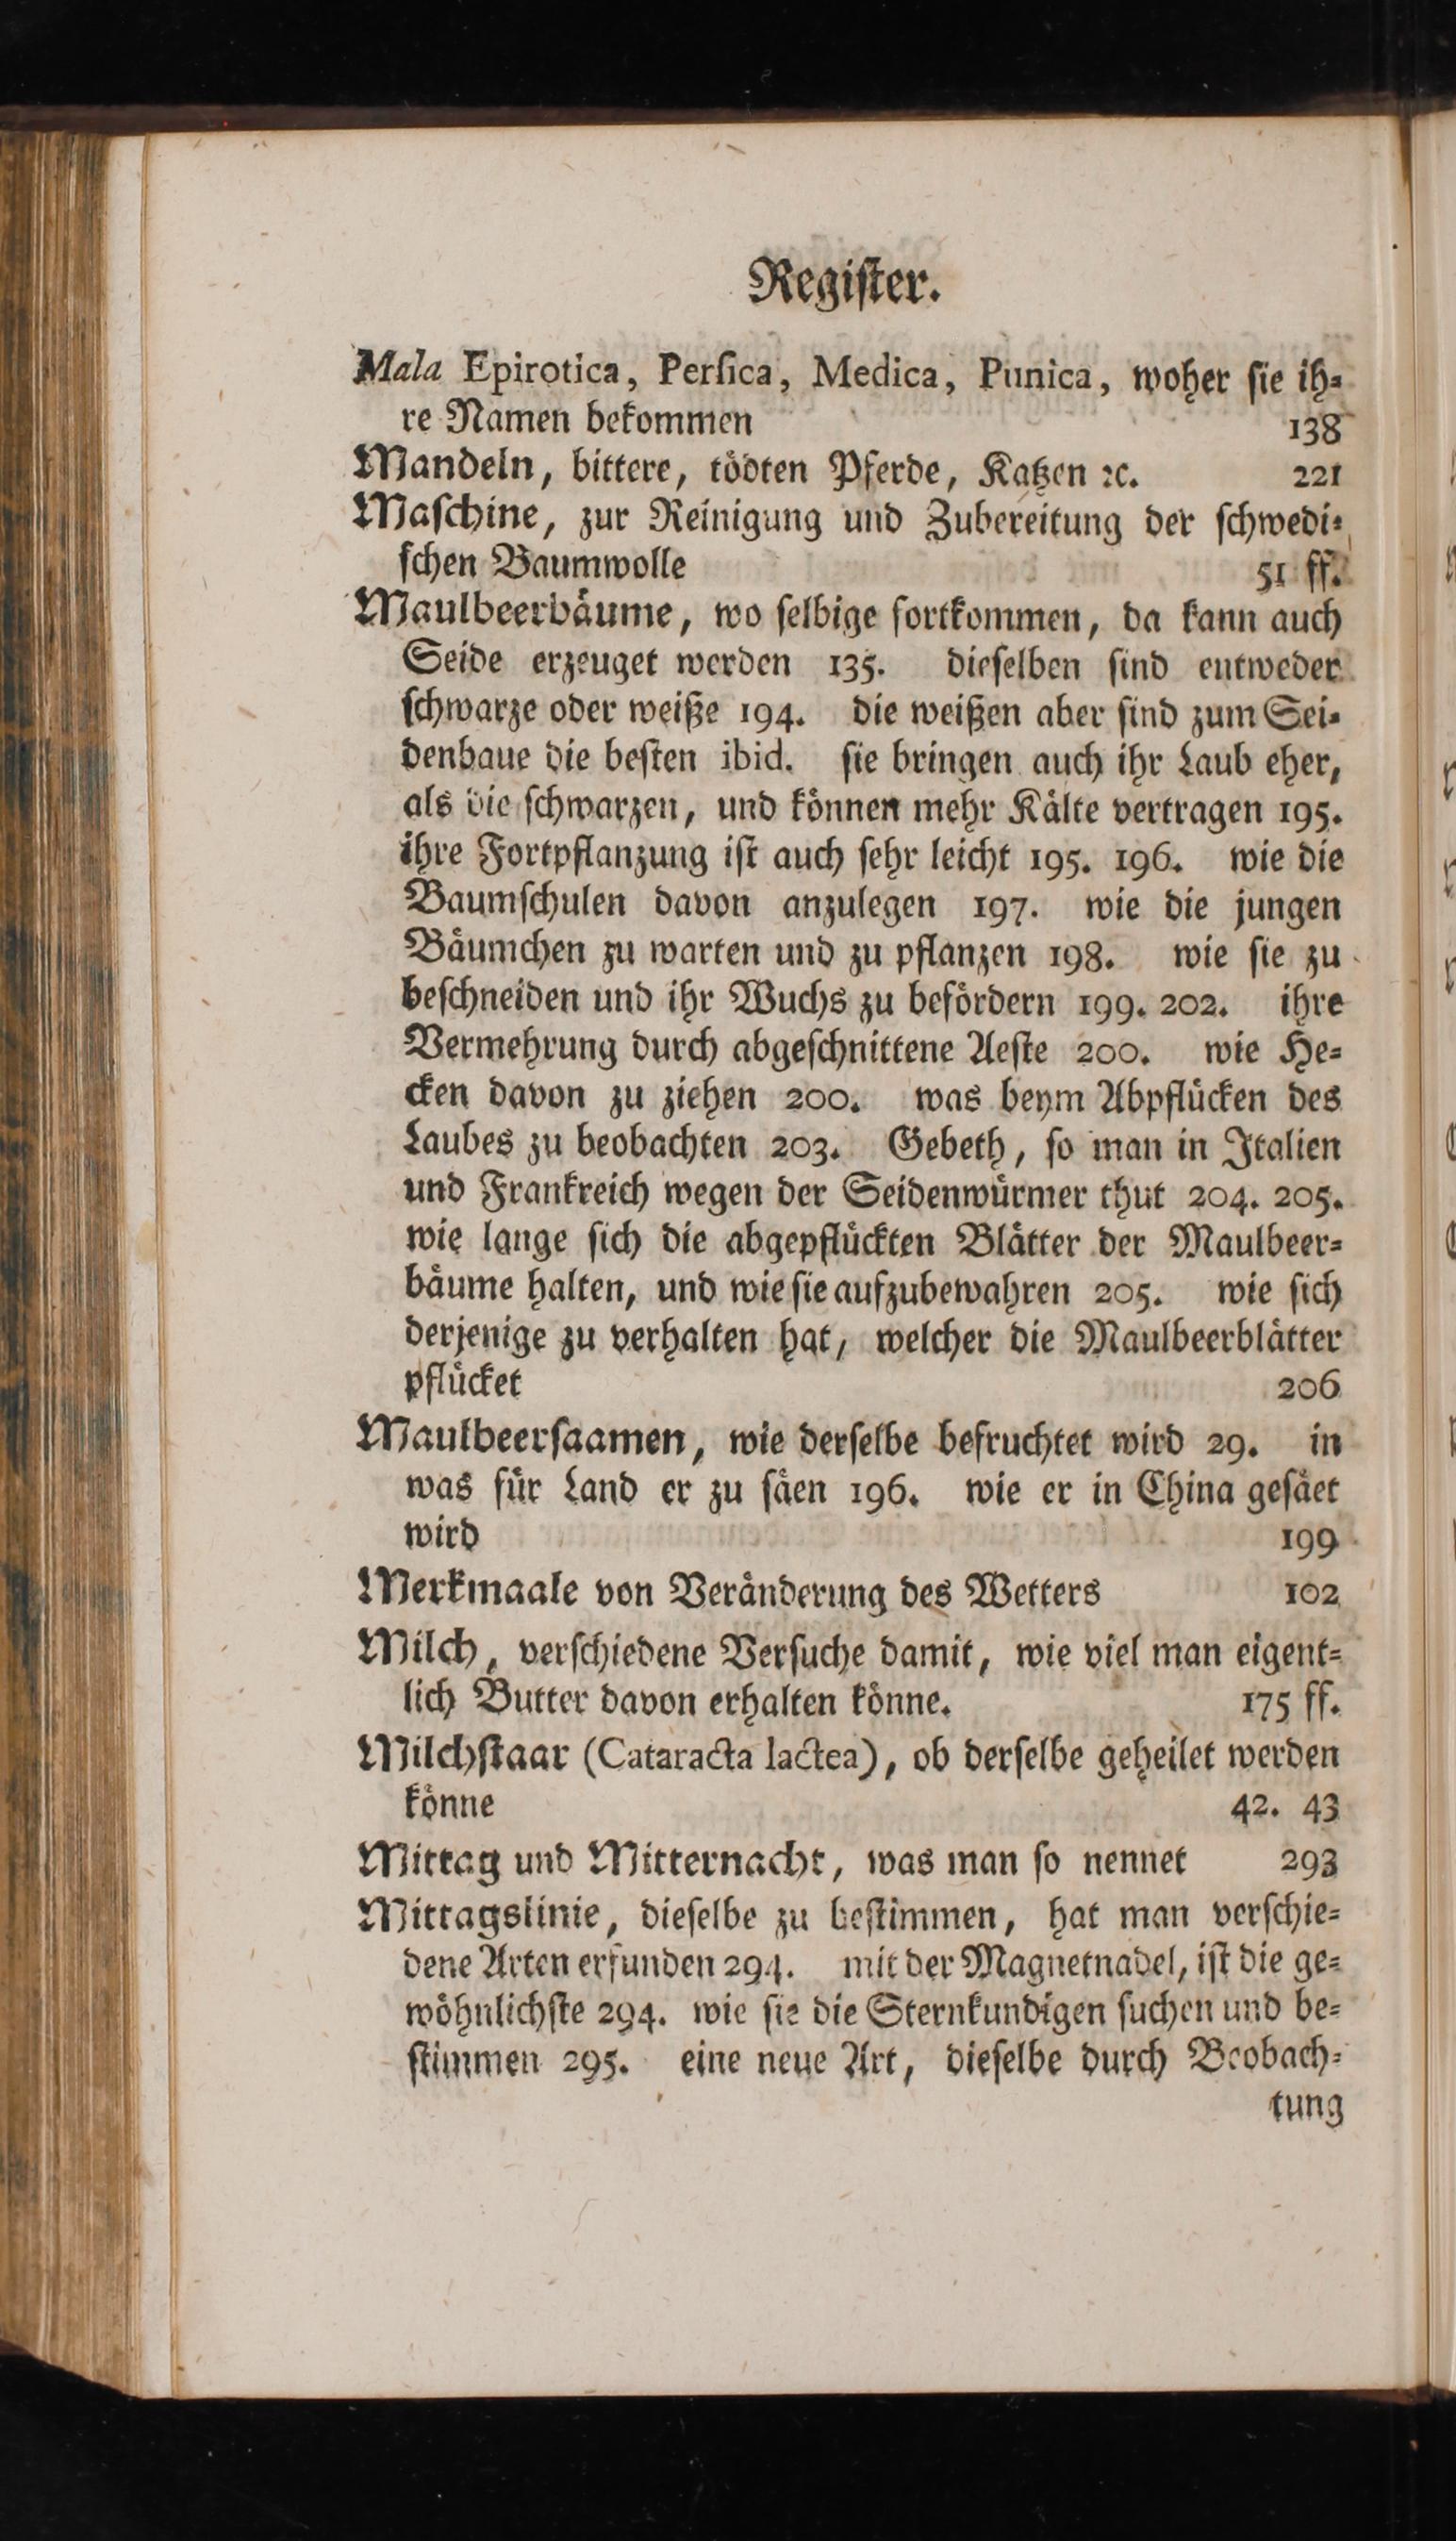 Regiſter.
Mala Epirotica, Perſica, Medica, Punica, woher ſie ih⸗
re Namen bekommen 138
Mandeln, bittere, tödten Pferde, Katzen ꝛc. 221
Maſchine, zur Reinigung und Zubereitung der ſchwedi⸗
ſchen Baumwolle 51 ff.
Maulbeerbäume, wo ſelbige fortkommen, da kann auch
Seide erzeuget werden 135. dieſelben ſind entweder
ſchwarze oder weiße 194. die weißen aber ſind zum Sei⸗
denbaue die beſten ibid. ſie bringen auch ihr Laub eher,
als die ſchwarzen, und können mehr Kälte vertragen 195.
ihre Fortpflanzung iſt auch ſehr leicht 195. 196. wie die
Baumſchulen davon anzulegen 197. wie die jungen
Bäumchen zu warten und zu pflanzen 198. wie ſie zu
beſchneiden und ihr Wuchs zu befördern 199. 202. ihre
Vermehrung durch abgeſchnittene Aeſte 200. wie He⸗
cken davon zu ziehen 200. was beym Abpflücken des
Laubes zu beobachten 203. Gebeth, ſo man in Italien
und Frankreich wegen der Seidenwürmer thut 204. 205.
wie lange ſich die abgepflückten Blätter der Maulbeer⸗
bäume halten, und wie ſie aufzubewahren 205. wie ſich
derjenige zu verhalten hat, welcher die Maulbeerblätter
pflücket 206
Maulbeerſaamen, wie derſelbe befruchtet wird 29. in
was für Land er zu ſäen 196. wie er in China geſäet
wird 199
Merkmaale von Veränderung des Wetters 102
Milch, verſchiedene Verſuche damit, wie viel man eigent⸗
lich Butter davon erhalten könne. 175 ff.
Milchſtaar (Cataracta lactea), ob derſelbe geheilet werden
könne 42. 43
Mittag und Mitternacht, was man ſo nennet 293
Mittagslinie, dieſelbe zu beſtimmen, hat man verſchie⸗
dene Arten erfunden 294. mit der Magnetnadel, iſt die ge⸗
wöhnlichſte 294. wie ſie die Sternkundigen ſuchen und be⸗
ſtimmen 295. eine neue Art, dieſelbe durch Beobach⸗
tung